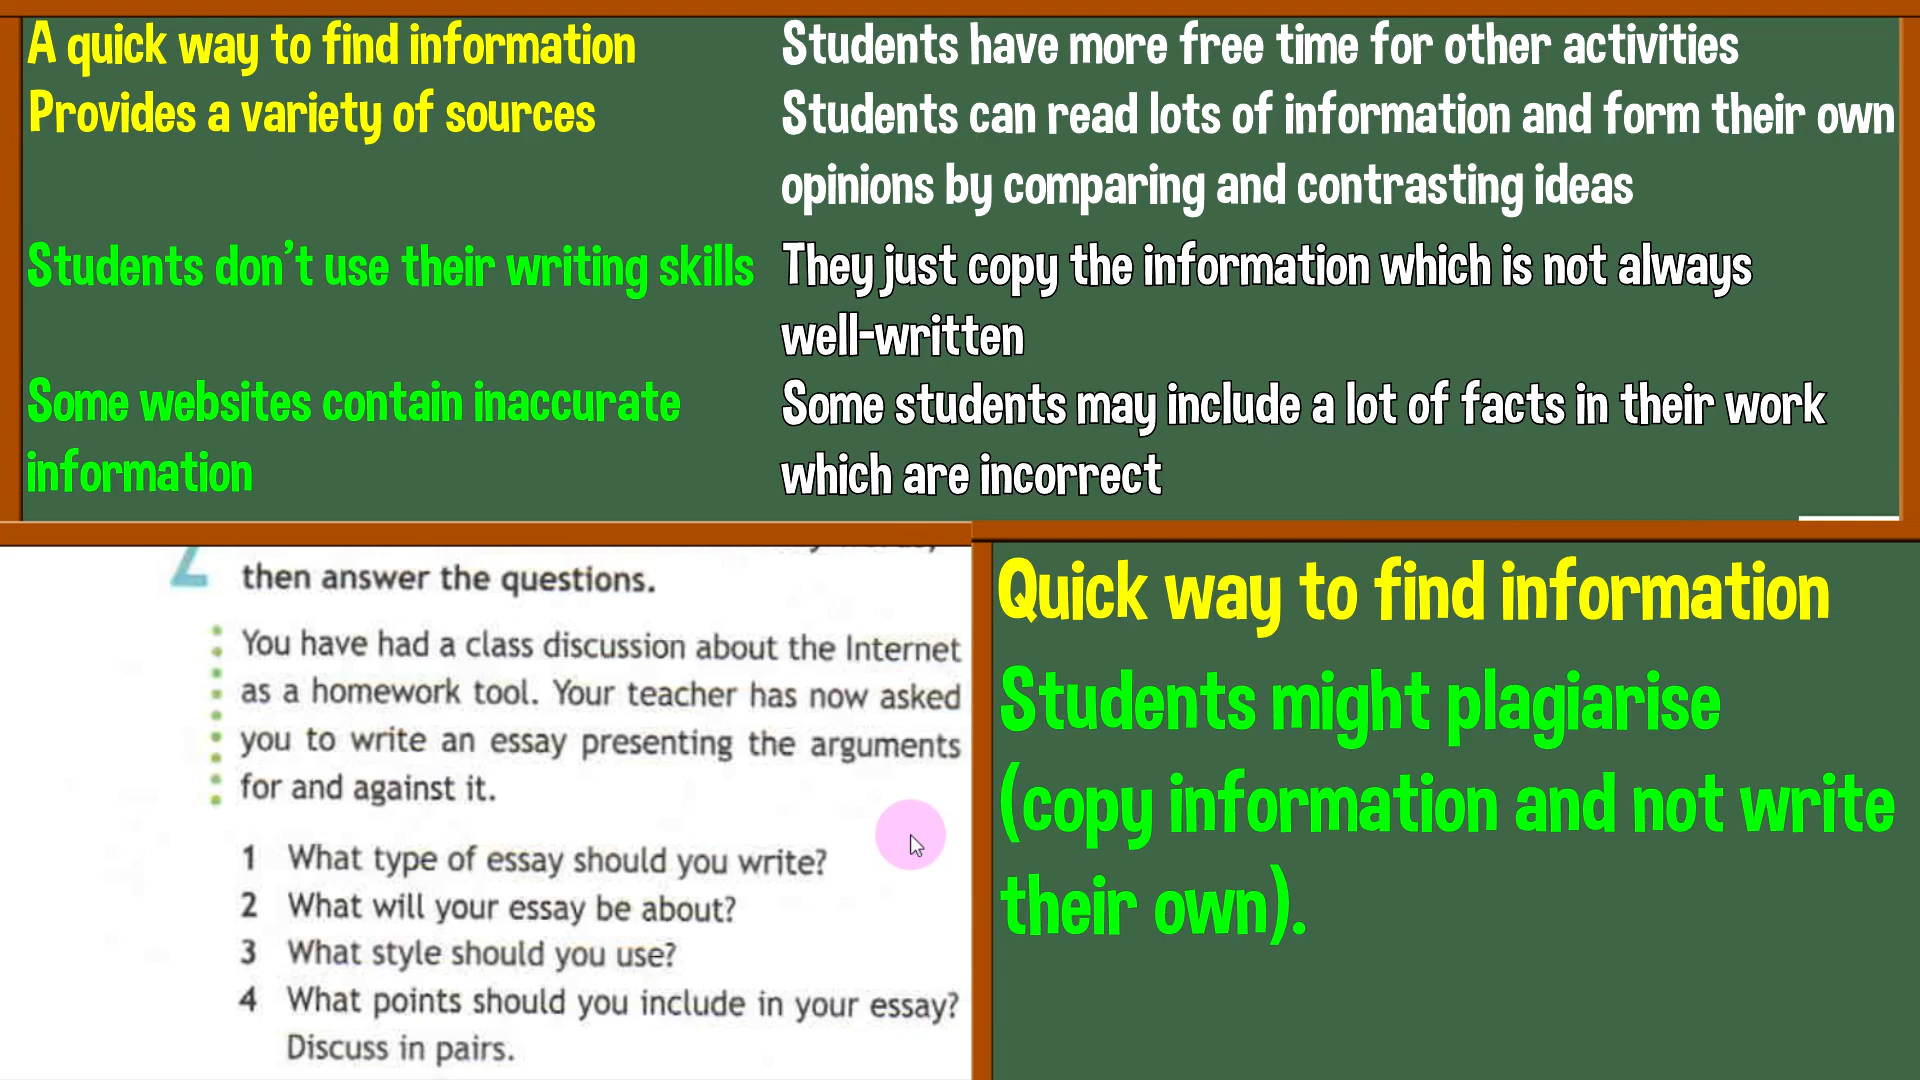 A quick way to find information
Students have more free time for other activities
Provides a variety of sources
Students can read lots of information and form their own
opinions by comparing and contrasting ideas
Students don't use their writing skills
They just copy the information which is not always
well-written
Some websites contain inaccurate
information
Some students may include a lot of facts in their work
which are incorrect
2
then answer the questions.
You have had a class discussion about the Internet
as a homework tool. Your teacher has now asked
you to write an essay presenting the arguments
for and against it.
1 What type of essay should you write?
2 What will your essay be about?
3 What style should you use?
4 What points should you include in your essay?
Discuss in pairs.
Quick way to find information
Students might plagiarise
(copy information and not write
their own).